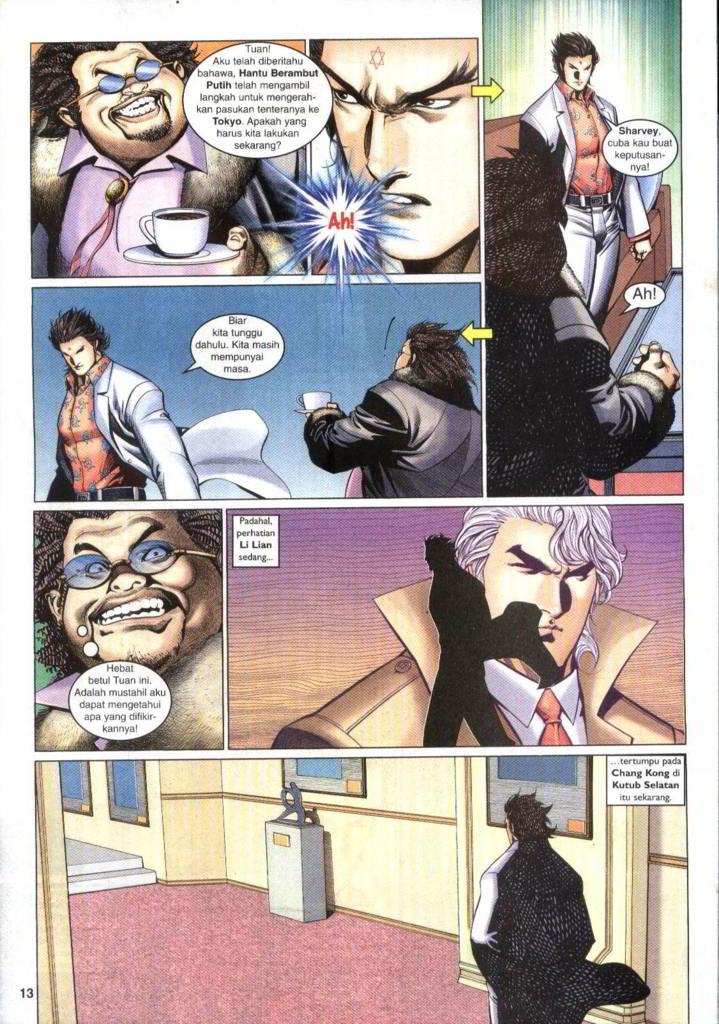 Tuan!
Aku telah diberitahu
bahawa, Hantu Berambut
Putih telah mengambil
langkah untuk mengerah-
kan pasukan tenteranya ke
Tokyo. Apakah yang
harus kita lakukan
sekarang?
Ah!
Sharvey,
cuba kau buat
keputusan-
nya!
Ah!
Biar
kita tunggu
dahulu. Kita masih
mempunyai
masa.
!
Hebat
betul Tuan ini.
Adalah mustahil aku
dapat mengetahui
apa yang difikir-
kannya!
Padahal,
perhatian
Li Lian
sedang...
...tertumpu pada
Chang Kong di
Kutub Selatan
itu sekarang.
13